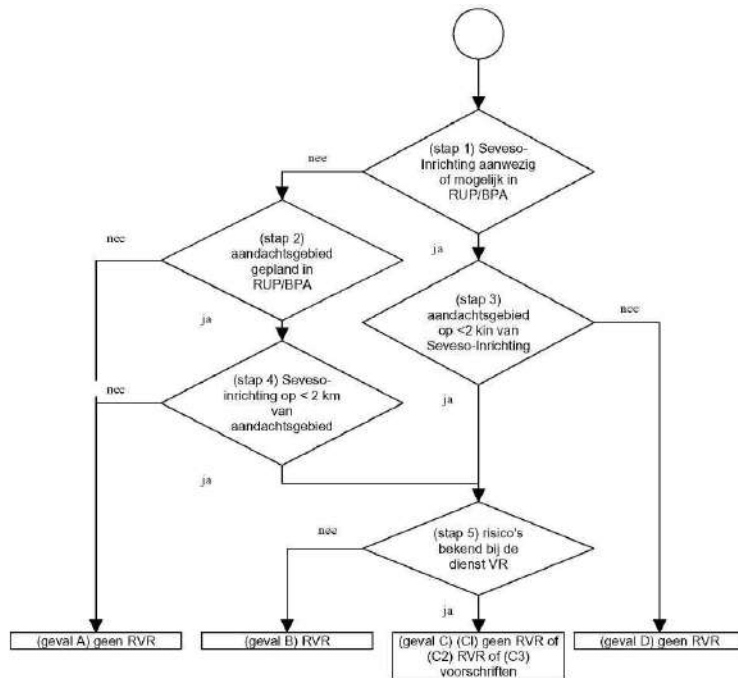 (stap 1) Seveso-
Inrichting aanwezig
of mogelijk in
RUP/BPA
nee
ja
(stap 2)
aandachtsgebied
gepland in
RUP/BPA
nee
ja
(stap 3)
aandachtsgebied
op <2 kin van
Seveso-Inrichting
nee
ja
(stap 4) Seveso-
inrichting op < 2 km
van
aandachtsgebied
nee
ja
(stap 5) risico's
bekend bij de
dienst VR
nee
ja
(geval A) geen RVR
(geval B) RVR
(geval C) (Cl) geen RVR of
(C2) RVR of (C3)
voorschriften
(geval D) geen RVR